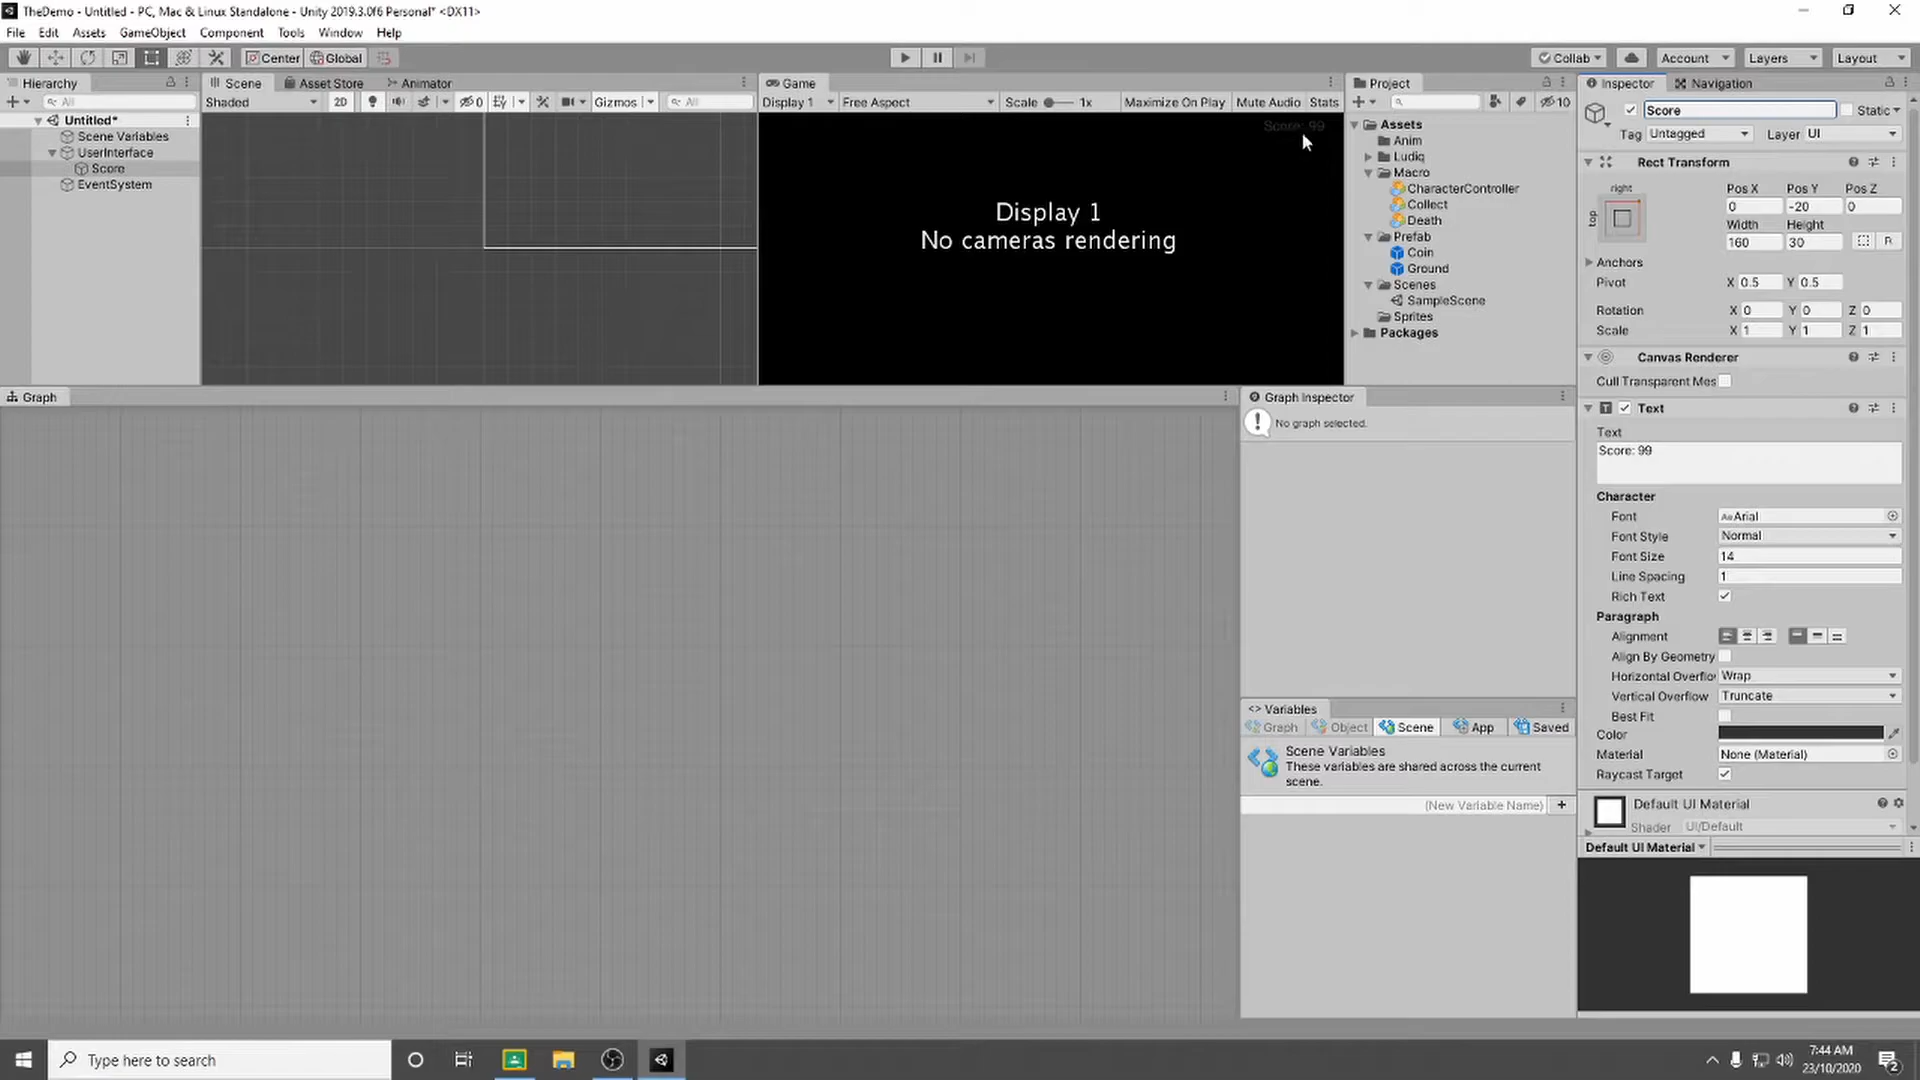 TheDemo - Untitled - PC, Mac & Linux Standalone - Unity 2019.3.0f6 Personal* <DX11>
File Edit Assets GameObject Component Tools Window Help
Center Global Collab Account Layers Layout
Hierarchy
All
Untitled*
Scene Variables
UserInterface
Score
EventSystem
Scene Asset Store Animator
Shaded 2D 0 Gizmos All
Game
Display 1 Free Aspect Scale 1x Maximize On Play Mute Audio Stats
Score: 99
Display 1
No cameras rendering
Project
10
Assets
Anim
Ludiq
Macro
CharacterController
Collect
Death
Prefab
Coin
Ground
Scenes
SampleScene
Sprites
Packages
Inspector Navigation
Score Static
Tag Untagged Layer UI
Rect Transform
right
top
Pos X Pos Y Pos Z
0 -20 0
Width Height
160 30 R
Anchors
Pivot X 0.5 Y 0.5
Rotation X 0 Y 0 Z 0
Scale X 1 Y 1 Z 1
Canvas Renderer
Cull Transparent Mes
Text
Text
Score: 99
Character
Font Arial
Font Style Normal
Font Size 14
Line Spacing 1
Rich Text
Paragraph
Alignment
Align By Geometry
Horizontal Overflo Wrap
Vertical Overflow Truncate
Best Fit
Color
Material None (Material)
Raycast Target
Default UI Material
Shader UI/Default
Default UI Material
Graph
Graph Inspector
No graph selected.
<> Variables
Graph Object Scene App Saved
Scene Variables
These variables are shared across the current
scene.
(New Variable Name) +
Type here to search
7:44 AM
23/10/2020
2